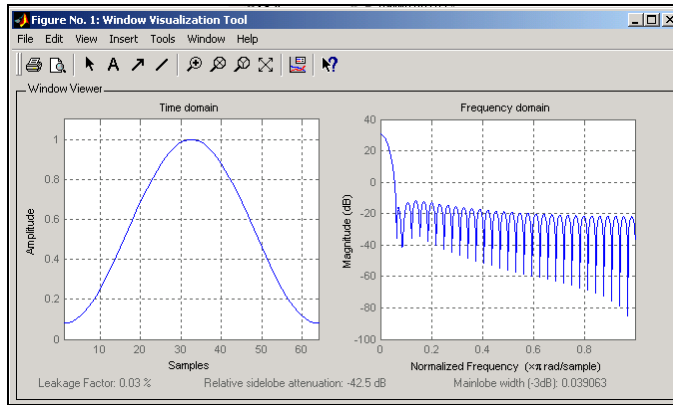 Figure No. 1: Window Visualization Tool
File Edit View Insert Tools Window Help
A
Window Viewer
Time domain
1
0.8
0.6
0.4
0.2
0
Amplitude
10 20 30 40 50 60
Samples
Frequency domain
40
20
0
-20
-40
-60
-80
-100
Magnitude (dB)
0 0.2 0.4 0.6 0.8
Normalized Frequency (×π rad/sample)
Leakage Factor: 0.03 % Relative sidelobe attenuation: -42.5 dB Mainlobe width (-3dB): 0.039063